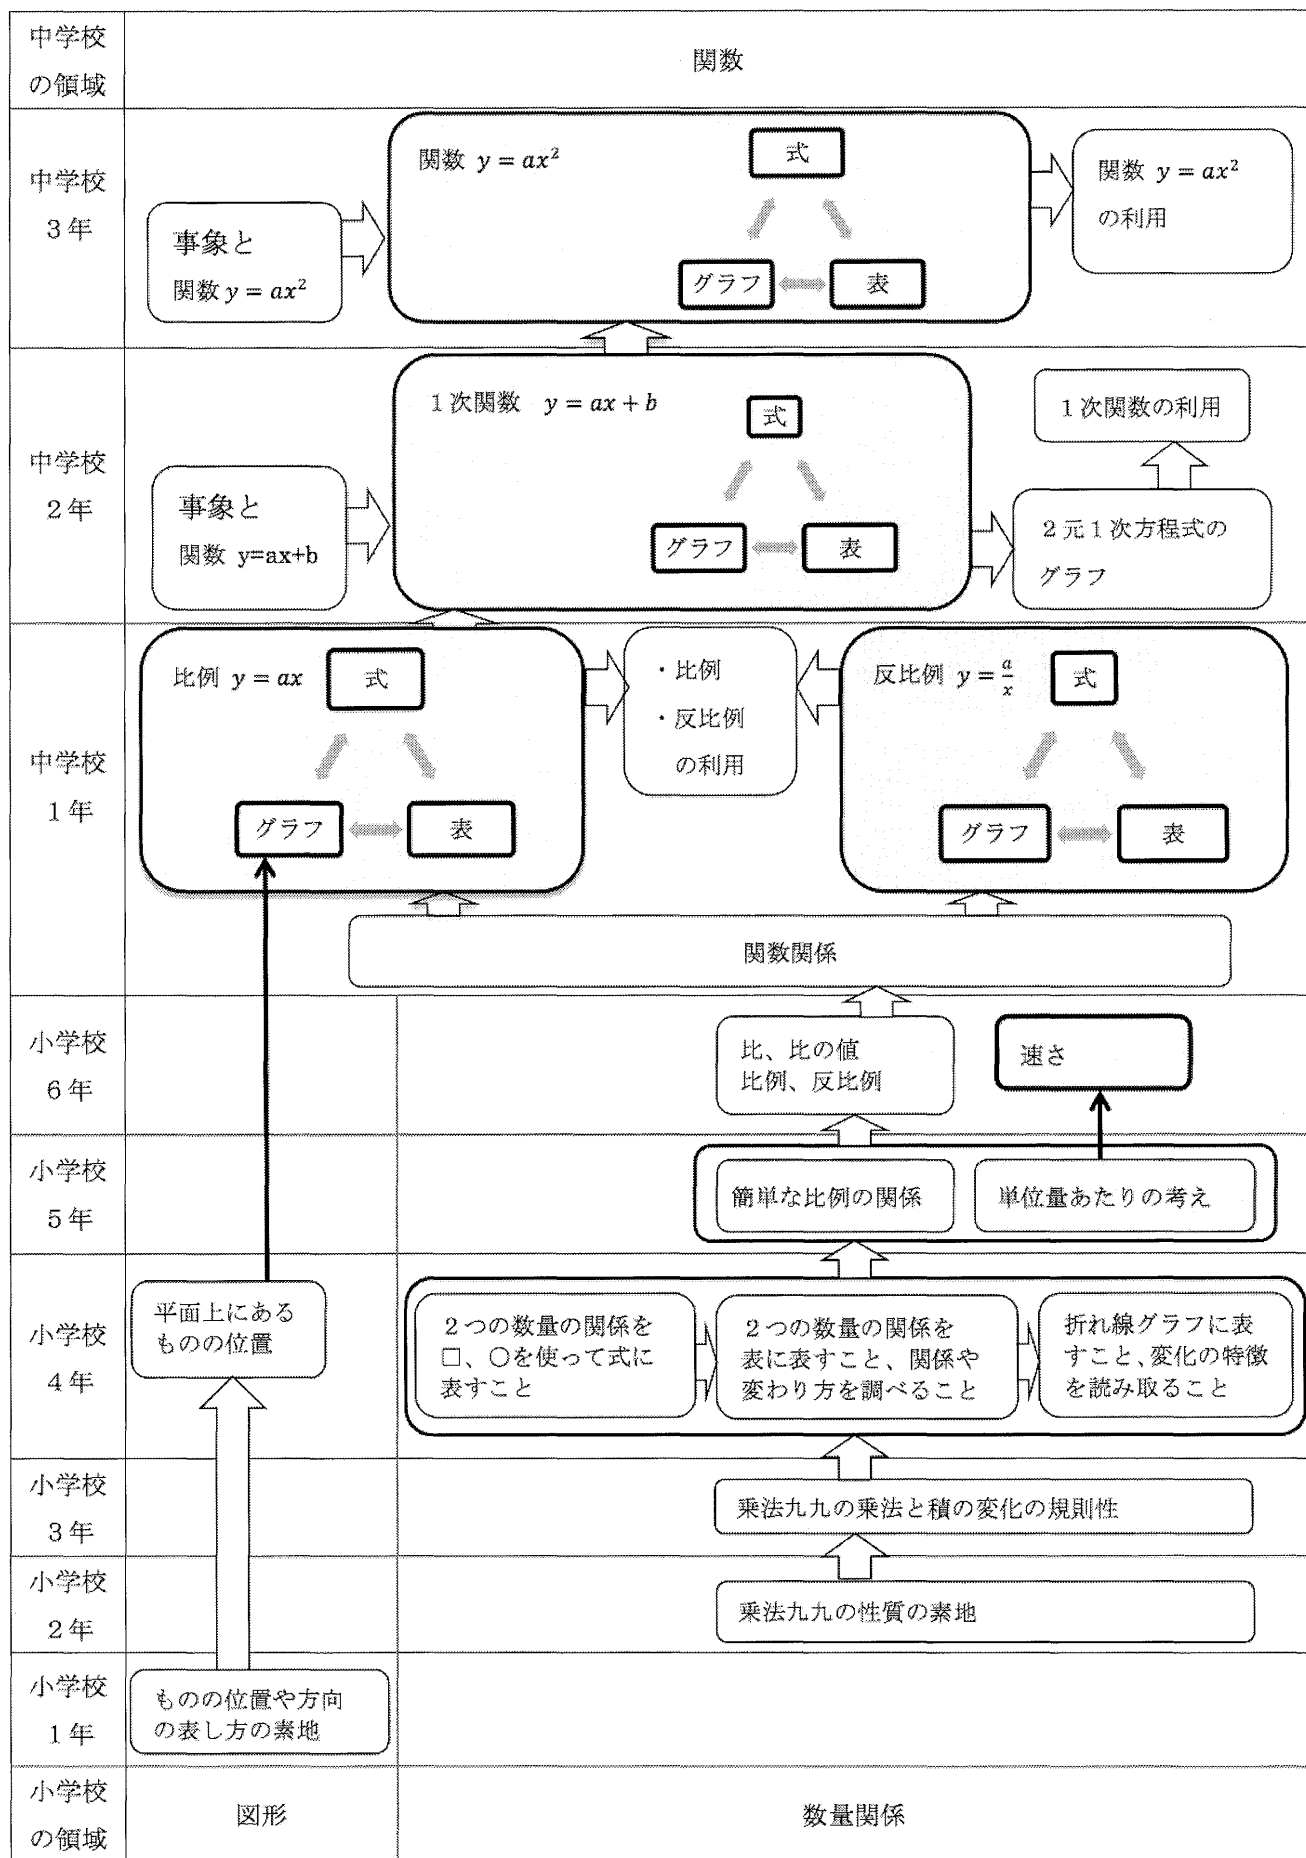 中学校
の領域
関数
中学校
3年
関数 y = ax²
式
グラフ
表
事象と
関数 y = ax²
関数 y = ax²
の利用
中学校
2年
1次関数 y = ax + b
式
グラフ
表
事象と
関数 y=ax+b
1次関数の利用
2元1次方程式の
グラフ
中学校
1年
比例 y = ax
式
グラフ
表
・比例
・反比例
の利用
反比例 y = a/x
式
グラフ
表
関数関係
小学校
6年
比、比の値
比例、反比例
速さ
小学校
5年
簡単な比例の関係
単位量あたりの考え
小学校
4年
平面上にある
ものの位置
2つの数量の関係を
□、○を使って式に
表すこと
2つの数量の関係を
表に表すこと、関係や
変わり方を調べること
折れ線グラフに表
すこと、変化の特徴
を読み取ること
小学校
3年
乗法九九の乗法と積の変化の規則性
小学校
2年
乗法九九の性質の素地
小学校
1年
ものの位置や方向
の表し方の素地
小学校
の領域
図形
数量関係